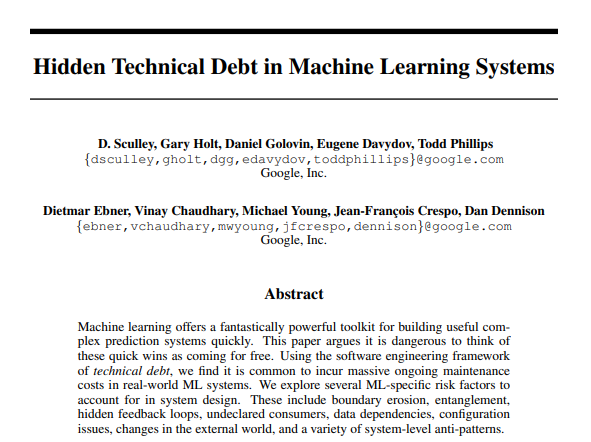 Hidden Technical Debt in Machine Learning Systems
D. Sculley, Gary Holt, Daniel Golovin, Eugene Davydov, Todd Phillips
{dsculley,gholt,dgg,edavydov,toddphillips}@google.com
Google, Inc.
Dietmar Ebner, Vinay Chaudhary, Michael Young, Jean-François Crespo, Dan Dennison
{ebner,vchaudhary,mwyoung,jfcrespo,dennison}@google.com
Google, Inc.
Abstract
Machine learning offers a fantastically powerful toolkit for building useful com-
plex prediction systems quickly. This paper argues it is dangerous to think of
these quick wins as coming for free. Using the software engineering framework
of technical debt, we find it is common to incur massive ongoing maintenance
costs in real-world ML systems. We explore several ML-specific risk factors to
account for in system design. These include boundary erosion, entanglement,
hidden feedback loops, undeclared consumers, data dependencies, configuration
issues, changes in the external world, and a variety of system-level anti-patterns.